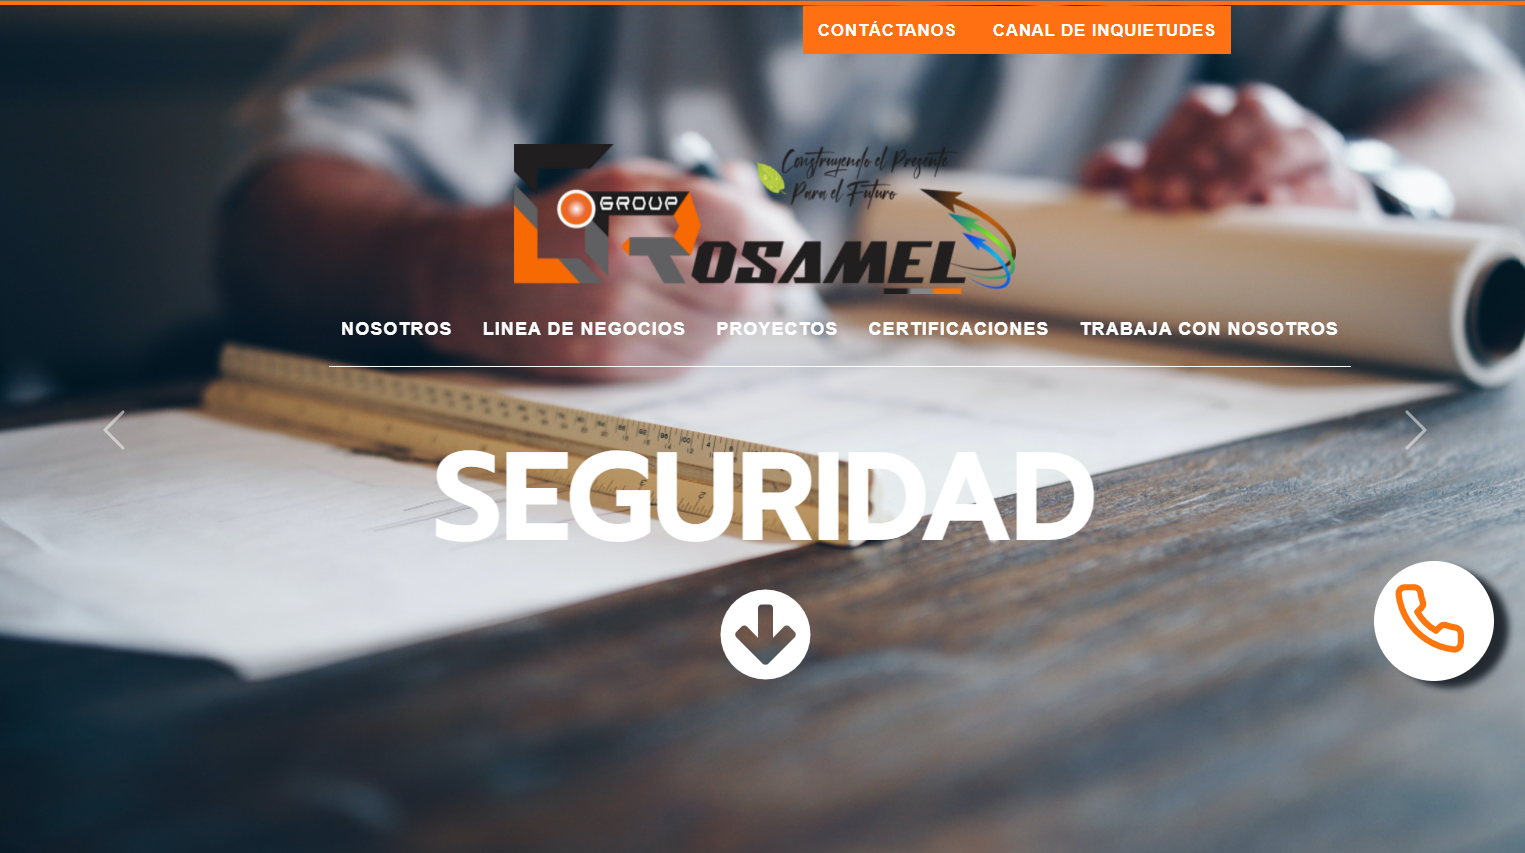 CONTÁCTANOS CANAL DE INQUIETUDES
Construyendo el Presente
Para el Futuro
GROUP
ROSAMEL
NOSOTROS LINEA DE NEGOCIOS PROYECTOS CERTIFICACIONES TRABAJA CON NOSOTROS
SEGURIDAD